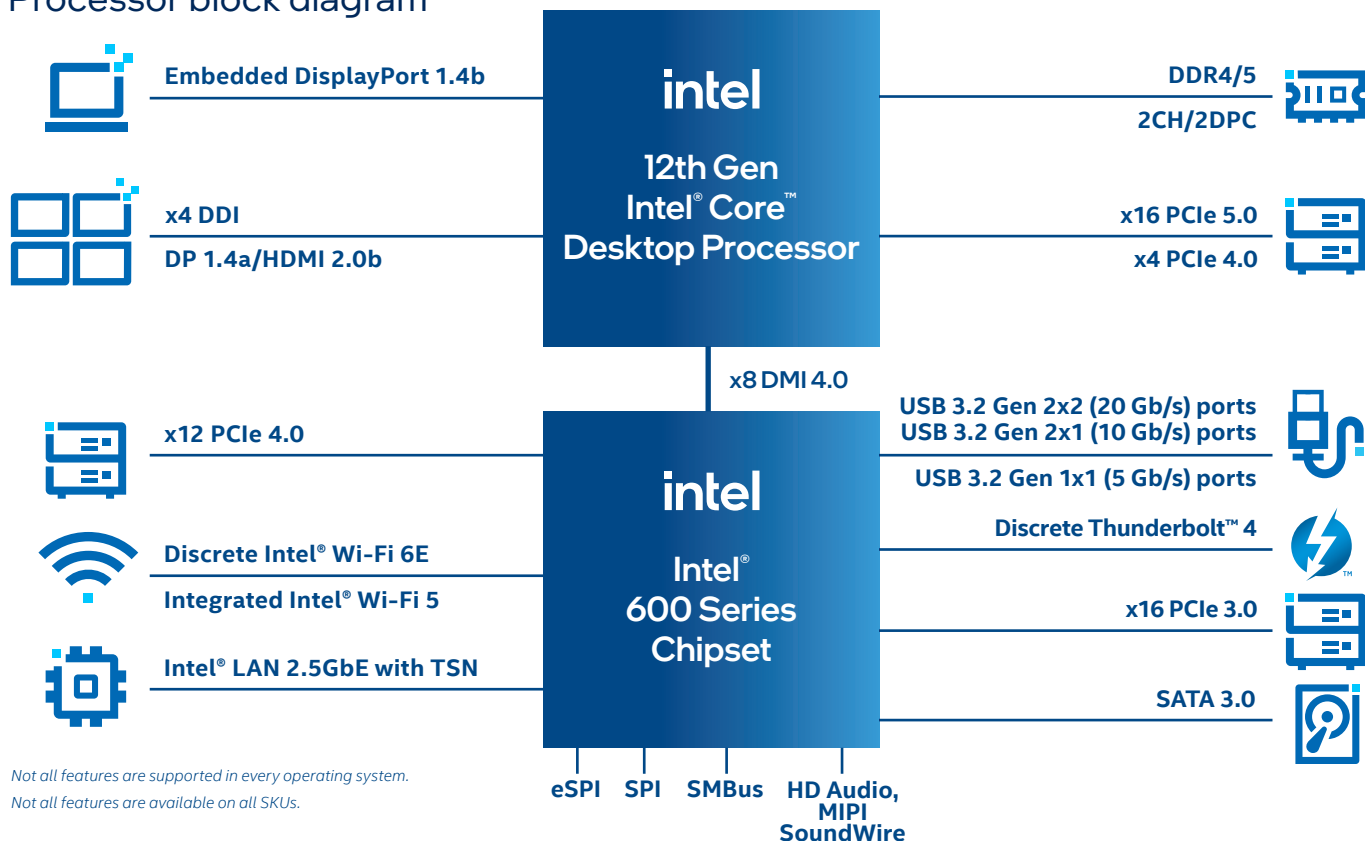 Processor block diagram
Embedded DisplayPort 1.4b
x4 DDI
DP 1.4a/HDMI 2.0b
intel
12th Gen
Intel® Core™
Desktop Processor
DDR4/5
2CH/2DPC
x16 PCIe 5.0
x4 PCIe 4.0
x8 DMI 4.0
x12 PCIe 4.0
Discrete Intel® Wi-Fi 6E
Integrated Intel® Wi-Fi 5
Intel® LAN 2.5GbE with TSN
intel
Intel®
600 Series
Chipset
USB 3.2 Gen 2x2 (20 Gb/s) ports
USB 3.2 Gen 2x1 (10 Gb/s) ports
USB 3.2 Gen 1x1 (5 Gb/s) ports
Discrete Thunderbolt™ 4
TM
x16 PCIe 3.0
SATA 3.0
eSPI
SPI
SMBus
HD Audio,
MIPI
SoundWire
Not all features are supported in every operating system.
Not all features are available on all SKUs.